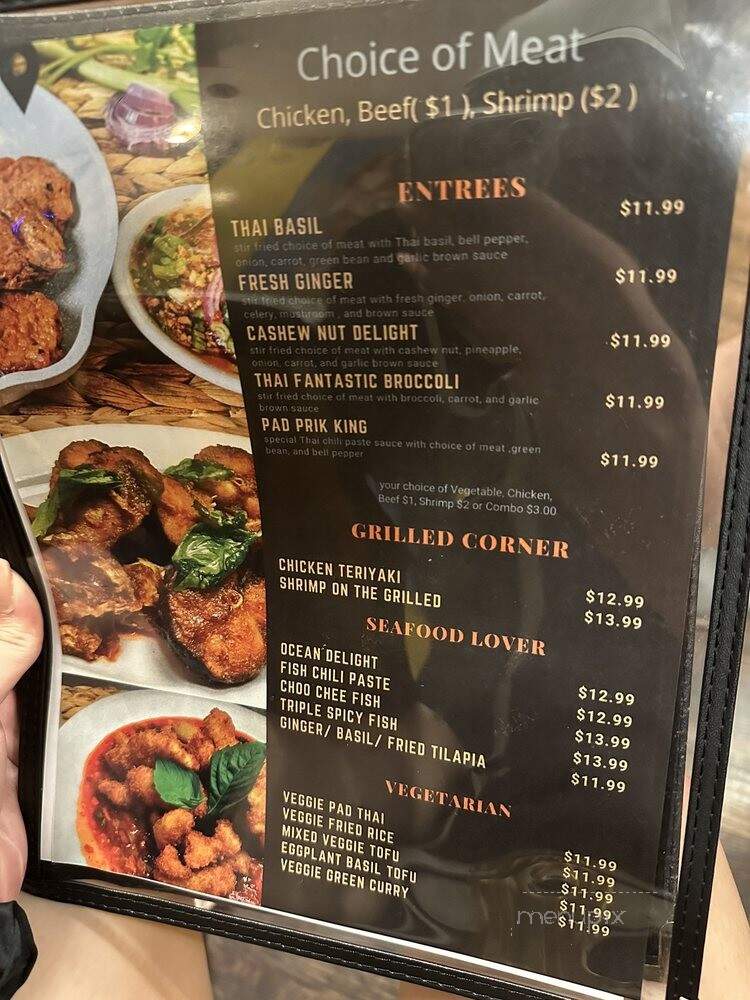 Choice of Meat
Chicken, Beef( $1 ), Shrimp ($2 )
ENTREES
THAI BASIL $11.99
stir fried choice of meat with Thai basil, bell pepper,
onion, carrot, green bean and garlic brown sauce
FRESH GINGER $11.99
stir fried choice of meat with fresh ginger, onion, carrot,
celery, mushroom , and brown sauce
CASHEW NUT DELIGHT $11.99
stir fried choice of meat with cashew nut, pineapple,
onion, carrot, and garlic brown sauce
THAI FANTASTIC BROCCOLI $11.99
stir fried choice of meat with broccoli, carrot, and garlic
brown sauce
PAD PRIK KING $11.99
special Thai chili paste sauce with choice of meat ,green
bean, and bell pepper
your choice of Vegetable, Chicken,
Beef $1, Shrimp $2 or Combo $3.00
GRILLED CORNER
CHICKEN TERIYAKI $12.99
SHRIMP ON THE GRILLED $13.99
SEAFOOD LOVER
OCEAN DELIGHT $12.99
FISH CHILI PASTE $12.99
CHOO CHEE FISH $13.99
TRIPLE SPICY FISH $13.99
GINGER/ BASIL/ FRIED TILAPIA $11.99
VEGETARIAN
VEGGIE PAD THAI $11.99
VEGGIE FRIED RICE $11.99
MIXED VEGGIE TOFU $11.99
EGGPLANT BASIL TOFU $11.99
VEGGIE GREEN CURRY $11.99
menupix